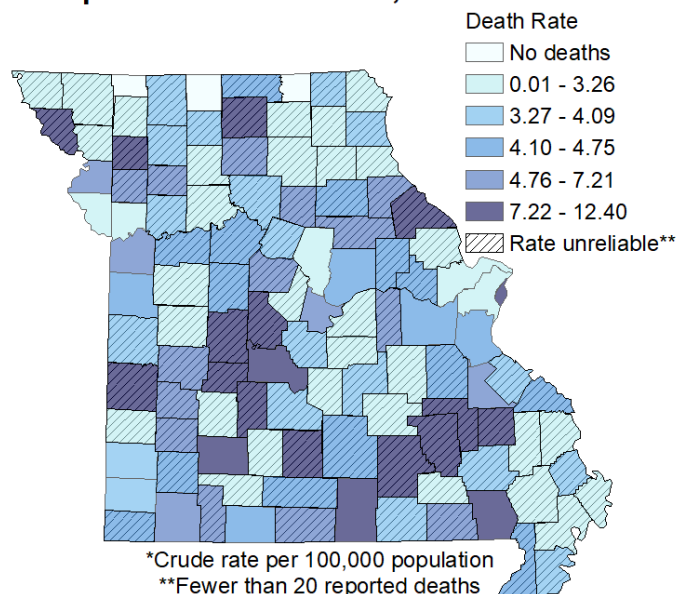 Death Rate
No deaths
0.01 - 3.26
3.27 - 4.09
4.10 - 4.75
4.76 - 7.21
7.22 - 12.40
Rate unreliable**
*Crude rate per 100,000 population
**Fewer than 20 reported deaths